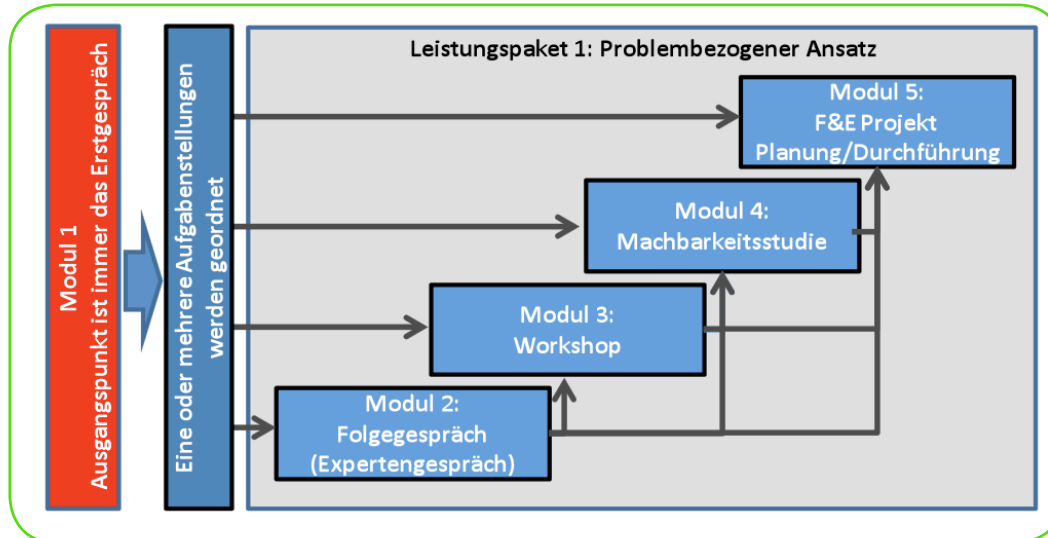 Modul 1
Ausgangspunkt ist immer das Erstgespräch
Eine oder mehrere Aufgabenstellungen
werden geordnet
Leistungspaket 1: Problembezogener Ansatz
Modul 5:
F&E Projekt
Planung/Durchführung
Modul 4:
Machbarkeitsstudie
Modul 3:
Workshop
Modul 2:
Folgegespräch
(Expertengespräch)